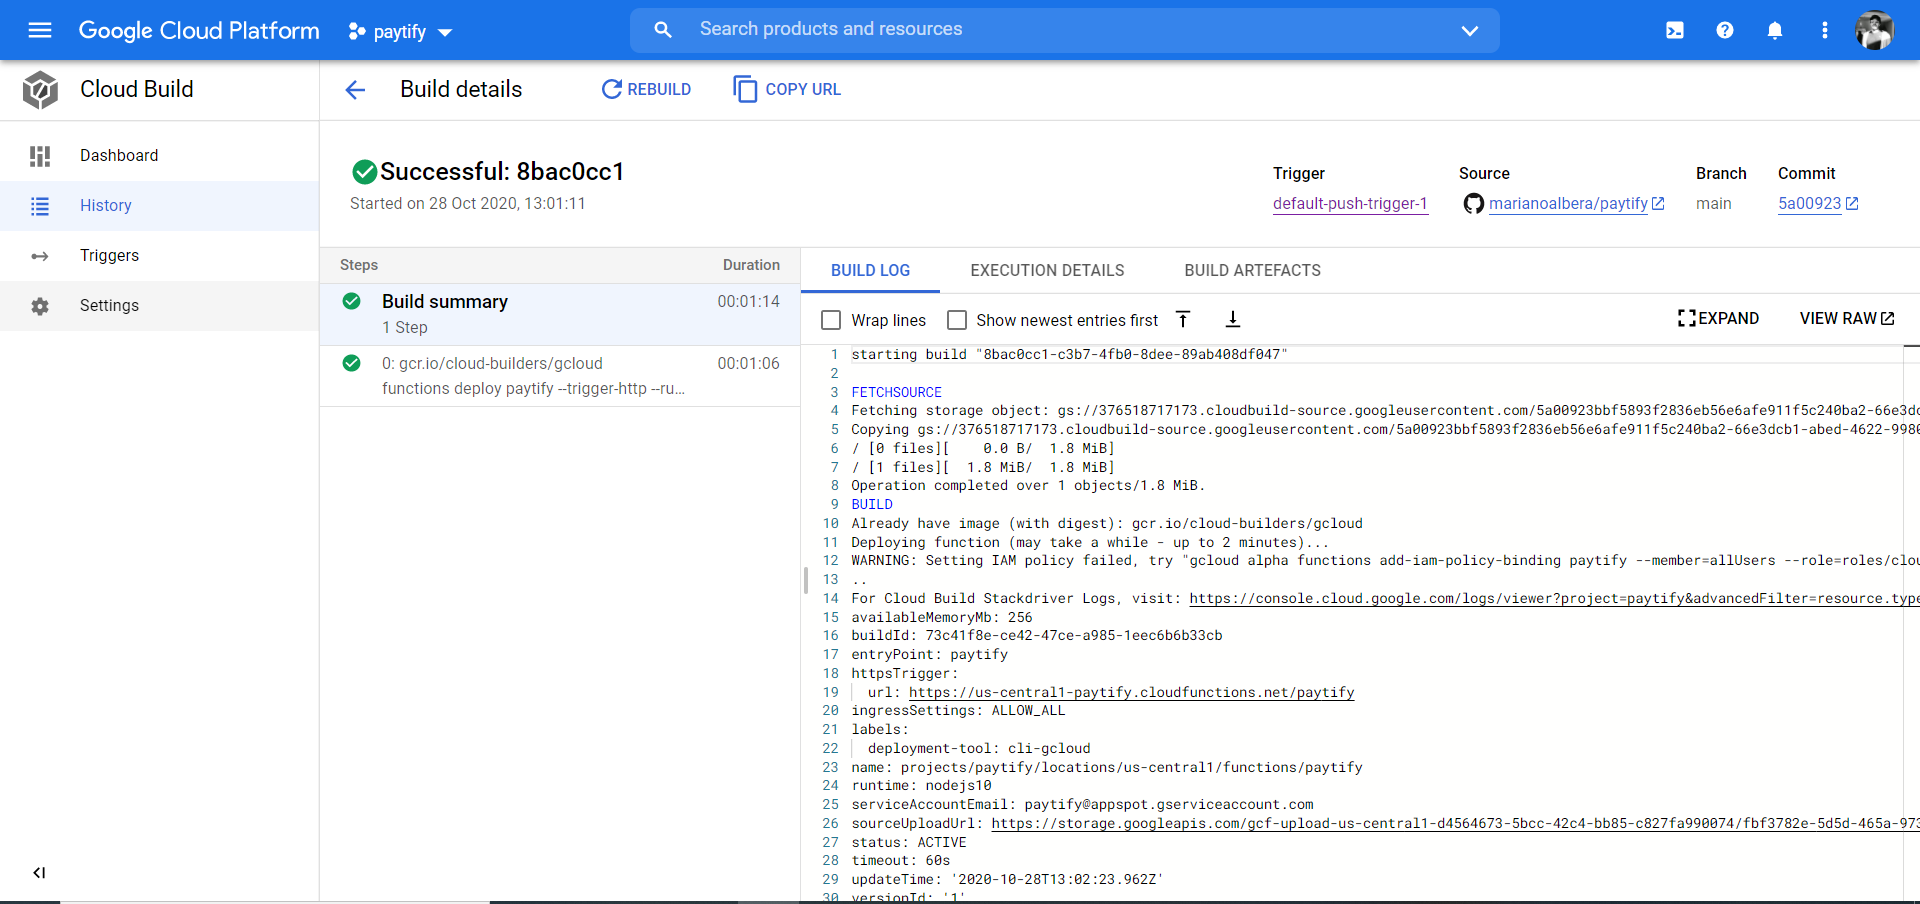 Google Cloud Platform
paytify
Search products and resources
Cloud Build
Build details
REBUILD
COPY URL
Dashboard
History
Triggers
Settings
Successful: 8bac0cc1
Started on 28 Oct 2020, 13:01:11
Trigger
default-push-trigger-1
Source
marianoalbera/paytify
Branch
main
Commit
5a00923
Steps
Duration
Build summary
00:01:14
1 Step
0: gcr.io/cloud-builders/gcloud
00:01:06
functions deploy paytify --trigger-http --ru...
BUILD LOG
EXECUTION DETAILS
BUILD ARTEFACTS
Wrap lines
Show newest entries first
EXPAND
VIEW RAW
1 starting build "8bac0cc1-c3b7-4fb0-8dee-89ab408df047"
2
3 FETCHSOURCE
4 Fetching storage object: gs://376518717173.cloudbuild-source.googleusercontent.com/5a00923bbf5893f2836eb56e6afe911f5c240ba2-66e3dc
5 Copying gs://376518717173.cloudbuild-source.googleusercontent.com/5a00923bbf5893f2836eb56e6afe911f5c240ba2-66e3dcb1-abed-4622-9980
6 / [0 files][    0.0 B/  1.8 MiB]
7 / [1 files][  1.8 MiB/  1.8 MiB]
8 Operation completed over 1 objects/1.8 MiB.
9 BUILD
10 Already have image (with digest): gcr.io/cloud-builders/gcloud
11 Deploying function (may take a while - up to 2 minutes)...
12 WARNING: Setting IAM policy failed, try "gcloud alpha functions add-iam-policy-binding paytify --member=allUsers --role=roles/clou
13 ..
14 For Cloud Build Stackdriver Logs, visit: https://console.cloud.google.com/logs/viewer?project=paytify&advancedFilter=resource.type
15 availableMemoryMb: 256
16 buildId: 73c41f8e-ce42-47ce-a985-1eec6b6b33cb
17 entryPoint: paytify
18 httpsTrigger:
19 url: https://us-central1-paytify.cloudfunctions.net/paytify
20 ingressSettings: ALLOW_ALL
21 labels:
22 deployment-tool: cli-gcloud
23 name: projects/paytify/locations/us-central1/functions/paytify
24 runtime: nodejs10
25 serviceAccountEmail: paytify@appspot.gserviceaccount.com
26 sourceUploadUrl: https://storage.googleapis.com/gcf-upload-us-central1-d4564673-5bcc-42c4-bb85-c827fa990074/fbf3782e-5d5d-465a-973
27 status: ACTIVE
28 timeout: 60s
29 updateTime: '2020-10-28T13:02:23.962Z'
30 versionId: '1'